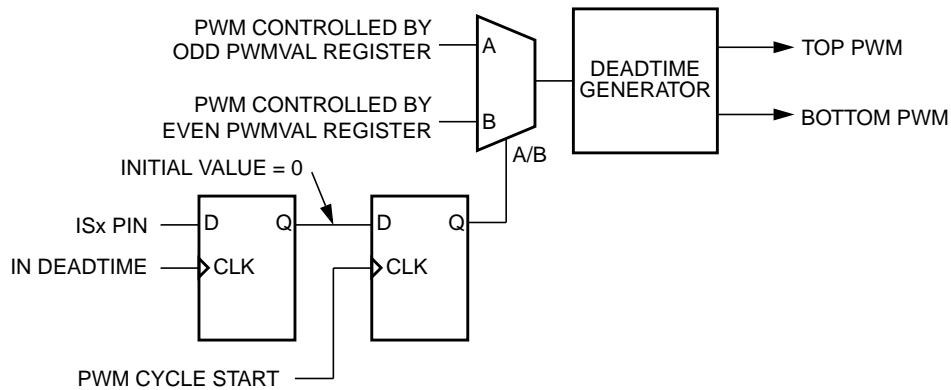 PWM CONTROLLED BY
ODD PWMVAL REGISTER
A
DEADTIME
GENERATOR
TOP PWM
PWM CONTROLLED BY
EVEN PWMVAL REGISTER
B
BOTTOM PWM
A/B
INITIAL VALUE = 0
ISx PIN
D
Q
D
Q
IN DEADTIME
CLK
CLK
PWM CYCLE START